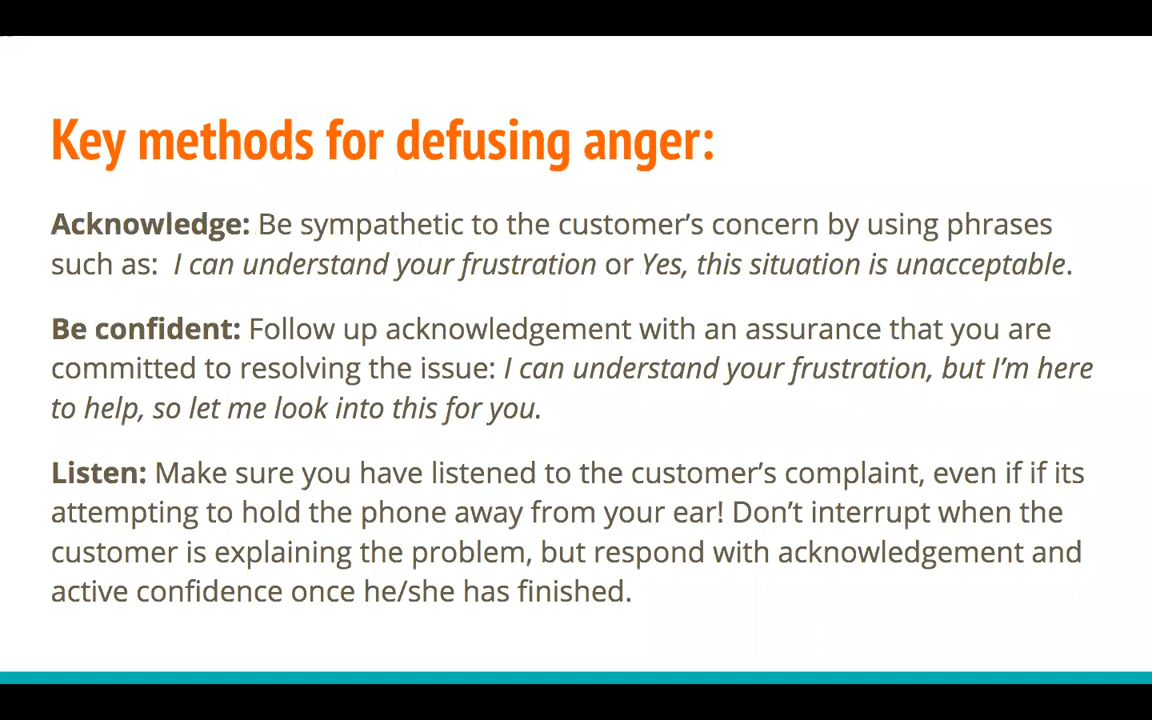 Key methods for defusing anger:
Acknowledge: Be sympathetic to the customer’s concern by using phrases
such as:  I can understand your frustration or Yes, this situation is unacceptable.
Be confident: Follow up acknowledgement with an assurance that you are
committed to resolving the issue: I can understand your frustration, but I’m here
to help, so let me look into this for you.
Listen: Make sure you have listened to the customer’s complaint, even if if its
attempting to hold the phone away from your ear! Don’t interrupt when the
customer is explaining the problem, but respond with acknowledgement and
active confidence once he/she has finished.